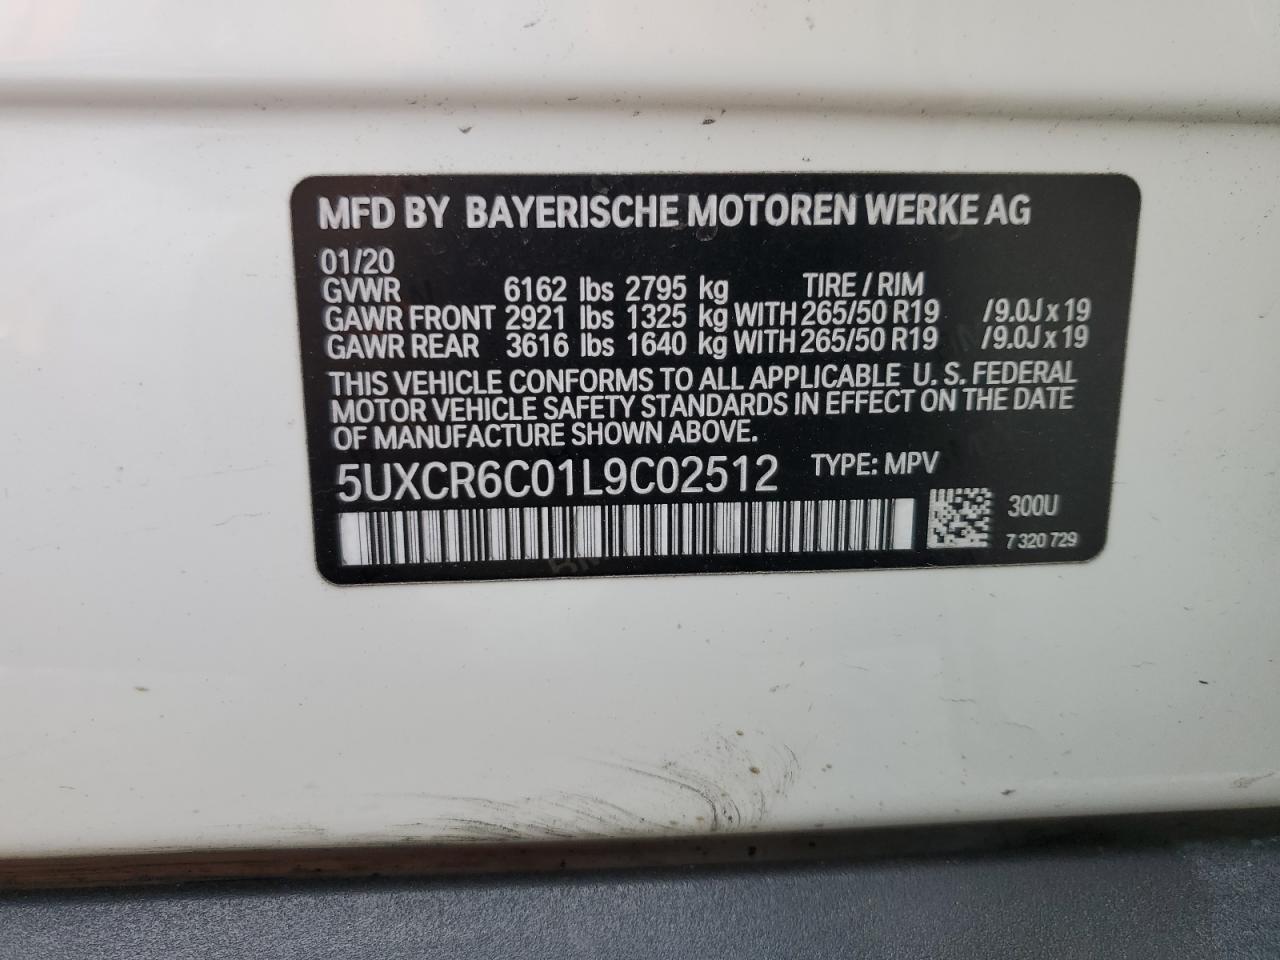 MFD BY BAYERISCHE MOTOREN WERKE AG
01/20
GVWR 6162 lbs 2795 kg TIRE / RIM
GAWR FRONT 2921 lbs 1325 kg WITH 265/50 R19 /9.0J x 19
GAWR REAR 3616 lbs 1640 kg WITH 265/50 R19 /9.0J x 19
THIS VEHICLE CONFORMS TO ALL APPLICABLE U. S. FEDERAL
MOTOR VEHICLE SAFETY STANDARDS IN EFFECT ON THE DATE
OF MANUFACTURE SHOWN ABOVE.
5UXCR6C01L9C02512 TYPE: MPV
300U
7 320 729